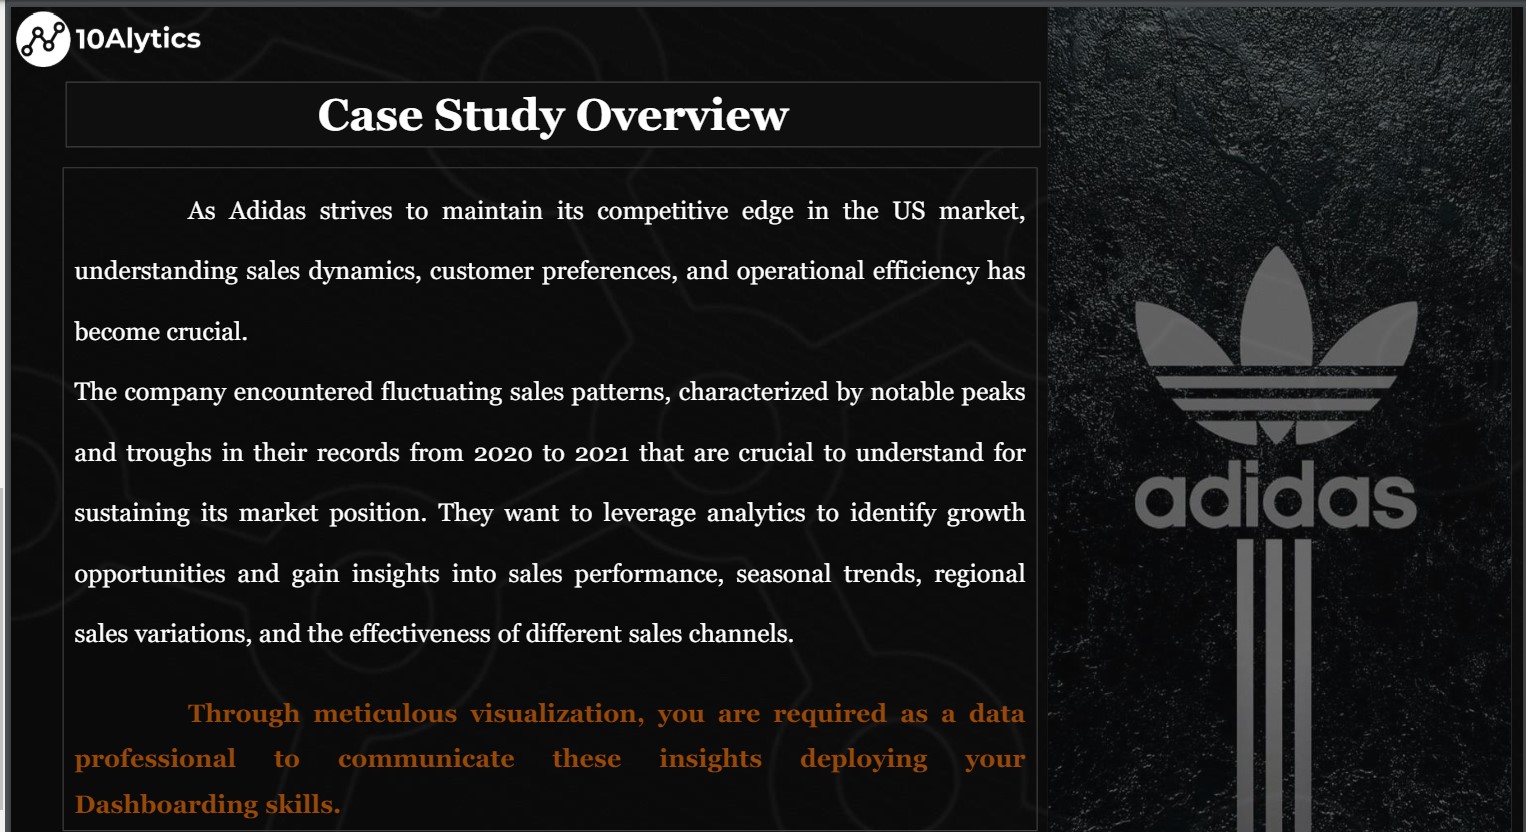 10Alytics
Case Study Overview
As Adidas strives to maintain its competitive edge in the US market,
understanding sales dynamics, customer preferences, and operational efficiency has
become crucial.
The company encountered fluctuating sales patterns, characterized by notable peaks
and troughs in their records from 2020 to 2021 that are crucial to understand for
sustaining its market position. They want to leverage analytics to identify growth
opportunities and gain insights into sales performance, seasonal trends, regional
sales variations, and the effectiveness of different sales channels.
Through meticulous visualization, you are required as a data
professional to communicate these insights deploying your
Dashboarding skills.
adidas